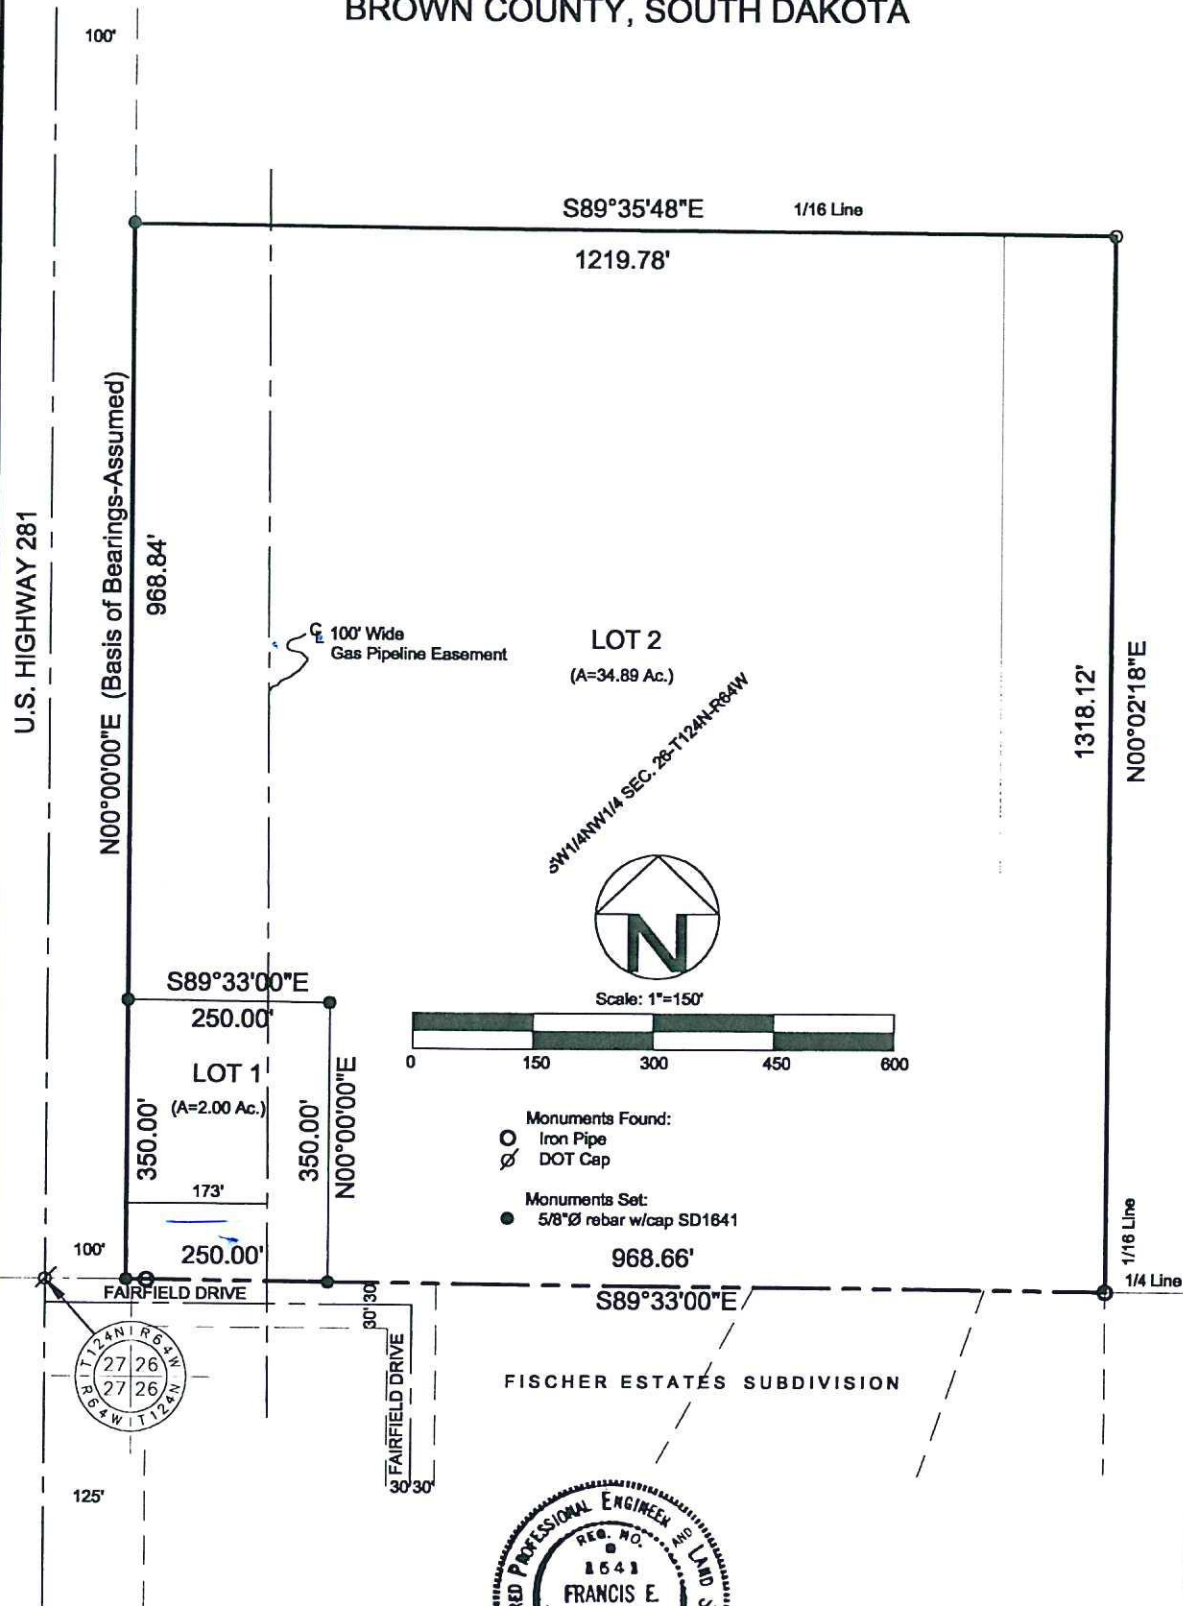 BROWN COUNTY, SOUTH DAKOTA
100'
S89°35'48"E
1/16 Line
1219.78'
U.S. HIGHWAY 281
N00°00'00"E (Basis of Bearings-Assumed)
968.84'
100' Wide
Gas Pipeline Easement
LOT 2
(A=34.89 Ac.)
SW1/4NW1/4 SEC. 26-T124N-R64W
1318.12'
N00°02'18"E
N
Scale: 1"=150'
0 150 300 450 600
S89°33'00"E
250.00'
LOT 1
(A=2.00 Ac.)
350.00'
350.00'
N00°00'00"E
173'
250.00'
Monuments Found:
Iron Pipe
DOT Cap
Monuments Set:
5/8"Ø rebar w/cap SD1641
968.66'
S89°33'00"E
1/16 Line
1/4 Line
100'
FAIRFIELD DRIVE
30' 30'
FAIRFIELD DRIVE
30' 30'
T124N R64W
27 26
27 26
R64W T124N
FISCHER ESTATES SUBDIVISION
125'
PROFESSIONAL ENGINEER AND LAND
REG. NO.
1641
FRANCIS E.